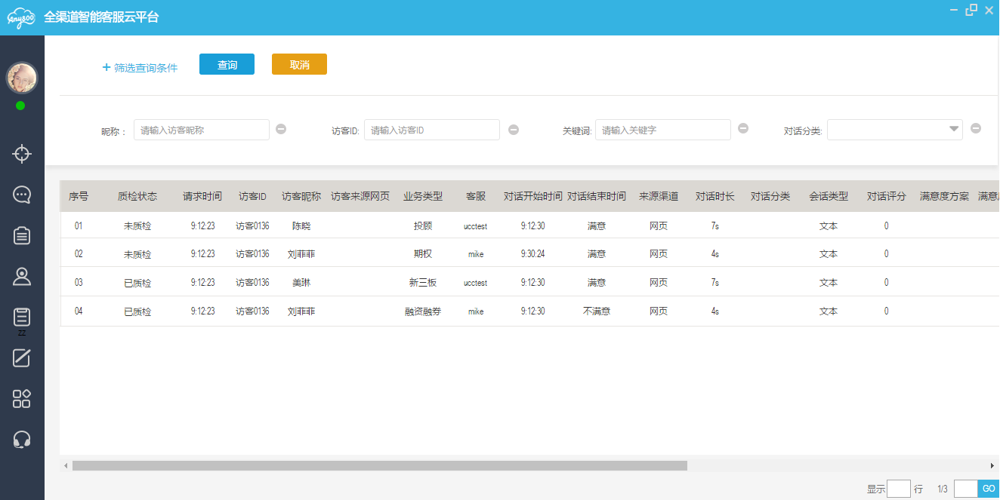 Any800 全渠道智能客服云平台
+ 筛选查询条件 查询 取消
昵称： 请输入访客昵称 访客ID: 请输入访客ID 关键词: 请输入关键字 对话分类:
序号 质检状态 请求时间 访客ID 访客昵称 访客来源网页 业务类型 客服 对话开始时间 对话结束时间 来源渠道 对话时长 对话分类 会话类型 对话评分 满意度方案 满意
01 未质检 9:12:23 访客0136 陈晓 投顾 ucctest 9:12:30 满意 网页 7s 文本 0
02 未质检 9:12:23 访客0136 刘菲菲 期权 mike 9:30:24 满意 网页 4s 文本 0
03 已质检 9:12:23 访客0136 美琳 新三板 ucctest 9:12:30 满意 网页 7s 文本 0
04 已质检 9:12:23 访客0136 刘菲菲 融资融券 mike 9:12:30 不满意 网页 4s 文本 0
zz
显示 行 1/3 GO